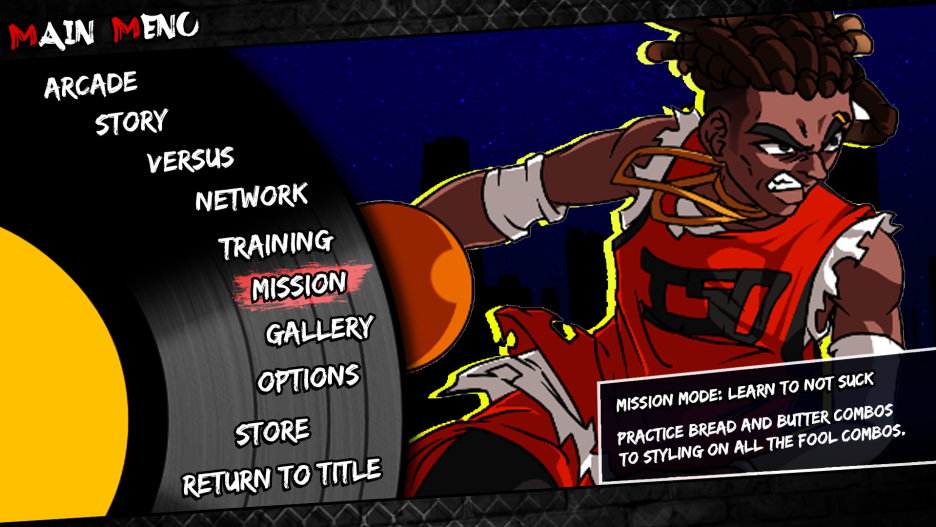 MAIN MENU
ARCADE
STORY
VERSUS
NETWORK
TRAINING
MISSION
GALLERY
OPTIONS
STORE
RETURN TO TITLE
MISSION MODE: LEARN TO NOT SUCK
PRACTICE BREAD AND BUTTER COMBOS
TO STYLING ON ALL THE FOOL COMBOS.